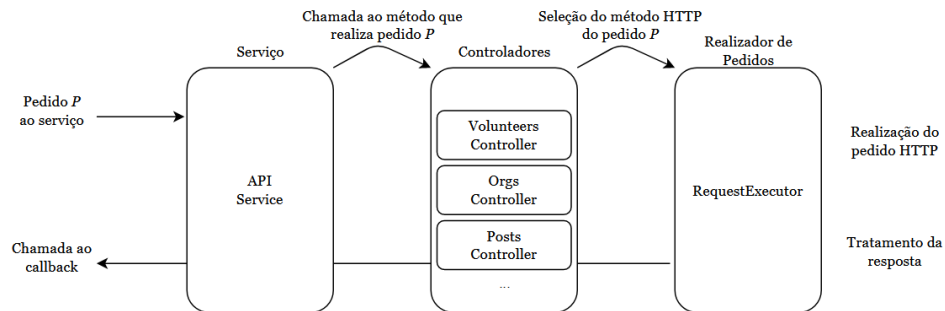 Chamada ao método que
realiza pedido P
Seleção do método HTTP
do pedido P
Serviço
Controladores
Realizador de
Pedidos
Pedido P
ao serviço
Volunteers
Controller
Realização do
pedido HTTP
API
Service
Orgs
Controller
RequestExecutor
Posts
Controller
Chamada ao
callback
Tratamento da
resposta
...